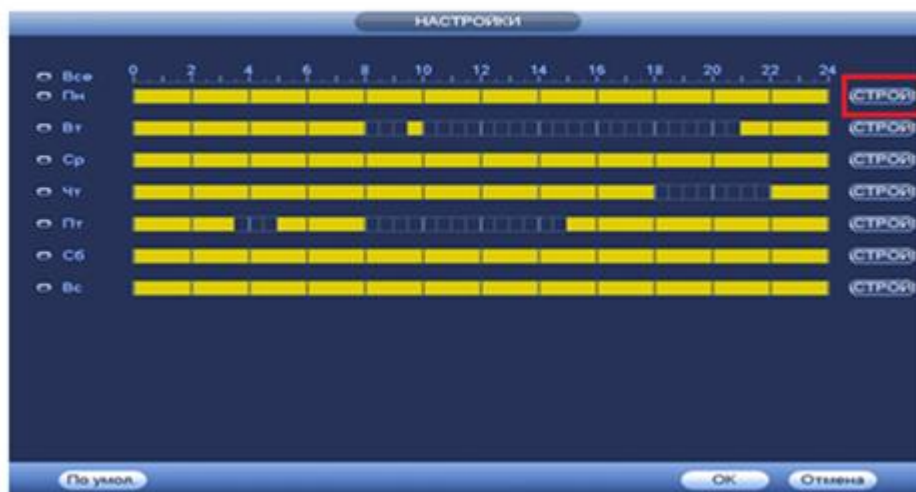 НАСТРОЙКИ
0 2 4 6 8 10 12 14 16 18 20 22 24
Все
Пн СТРОЙ
Вт СТРОЙ
Ср СТРОЙ
Чт СТРОЙ
Пт СТРОЙ
Сб СТРОЙ
Вс СТРОЙ
По умол. OK Отмена